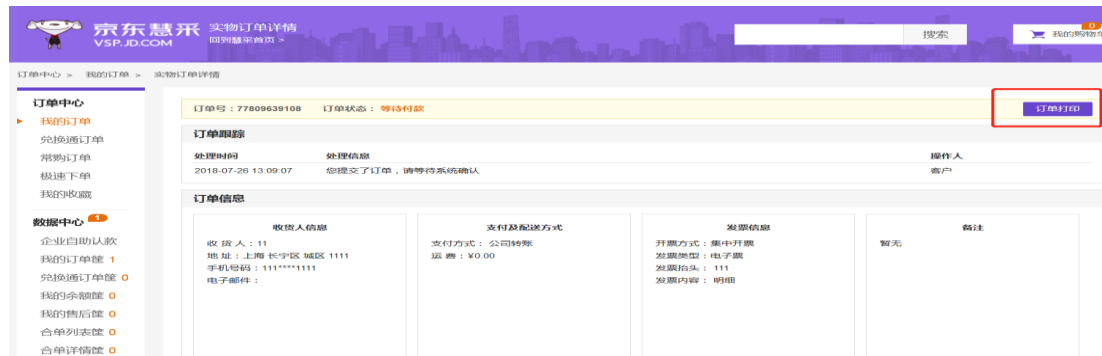 京东慧采 实物订单详情
VSP.JD.COM 回到慧采首页 >
搜索
0
我的购物车
订单中心 > 我的订单 > 实物订单详情
订单中心
我的订单
兑换通订单
常购订单
极速下单
我的收藏
数据中心 1
企业自助认款
我的订单筐 1
兑换通订单筐 0
我的余额筐 0
我的售后筐 0
合单列表筐 0
合单详情筐 0
订单号：77809639108 订单状态： 等待付款
订单打印
订单跟踪
处理时间 处理信息 操作人
2018-07-26 13:09:07 您提交了订单，请等待系统确认 客户
订单信息
收货人信息
收 货 人：11
地 址：上海 长宁区 城区 1111
手机号码：111****1111
电子邮件：
支付及配送方式
支付方式： 公司转账
运 费：¥0.00
发票信息
开票方式：集中开票
发票类型：电子票
发票抬头： 111
发票内容： 明细
备注
暂无